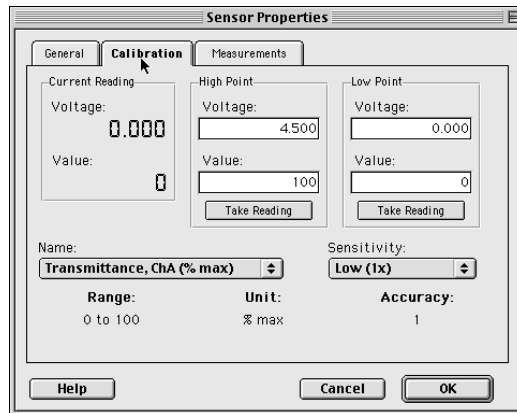 Sensor Properties
General
Calibration
Measurements
Current Reading
Voltage:
0.000
Value:
0
High Point
Voltage:
4.500
Value:
100
Take Reading
Low Point
Voltage:
0.000
Value:
0
Take Reading
Name:
Transmittance, ChA (% max)
Sensitivity:
Low (1x)
Range:
Unit:
Accuracy:
0 to 100
% max
1
Help
Cancel
OK